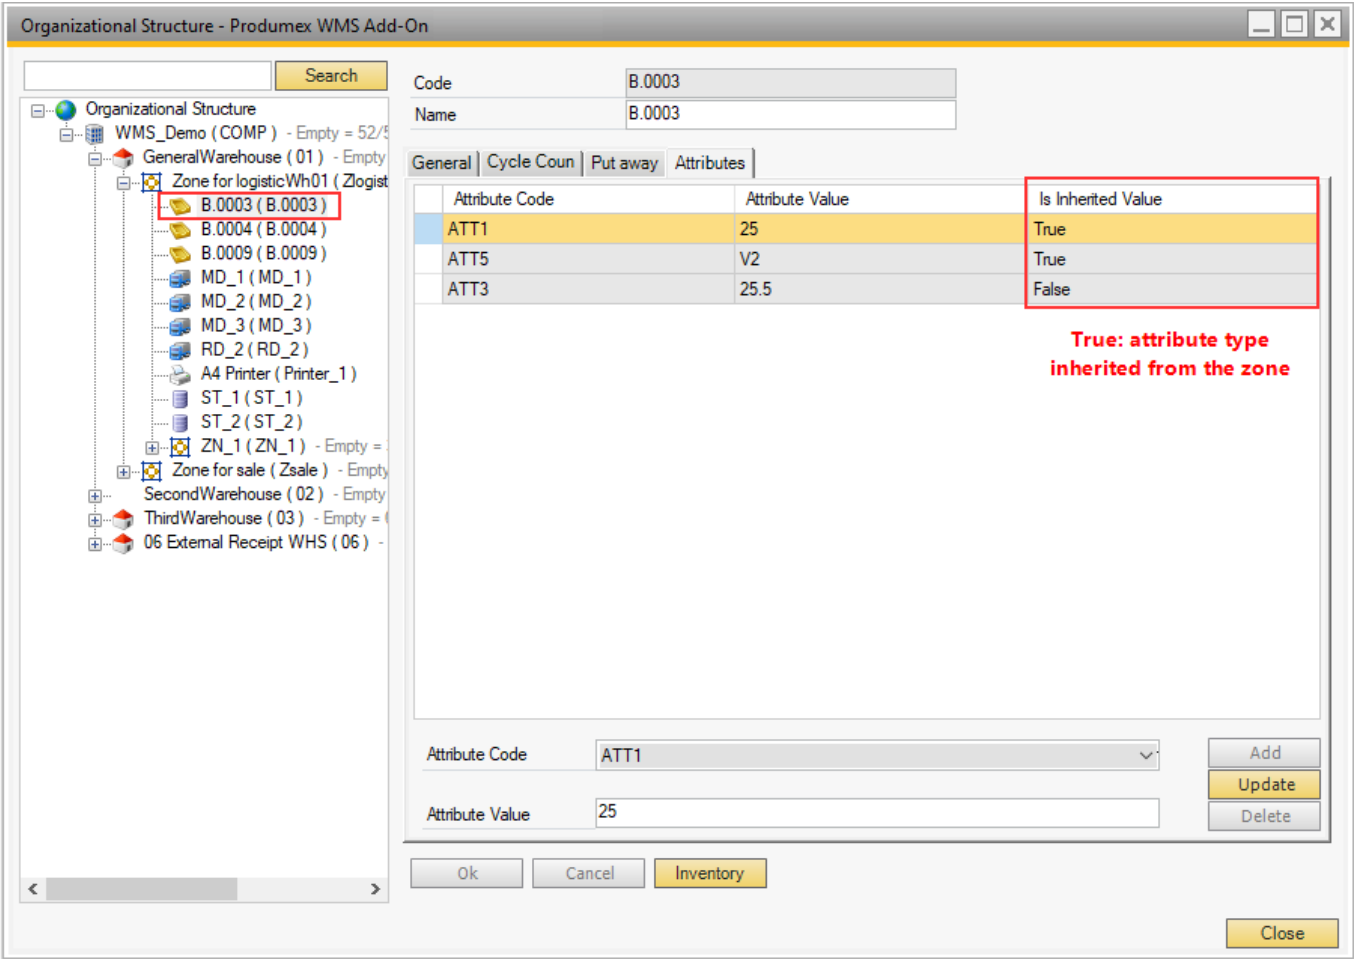 Organizational Structure - Produmex WMS Add-On
Search
Organizational Structure
WMS_Demo ( COMP ) - Empty = 52/5
GeneralWarehouse ( 01 ) - Empty
Zone for logisticWh01 ( Zlogist
B.0003 ( B.0003 )
B.0004 ( B.0004 )
B.0009 ( B.0009 )
MD_1 ( MD_1 )
MD_2 ( MD_2 )
MD_3 ( MD_3 )
RD_2 ( RD_2 )
A4 Printer ( Printer_1 )
ST_1 ( ST_1 )
ST_2 ( ST_2 )
ZN_1 ( ZN_1 ) - Empty =
Zone for sale ( Zsale ) - Empty
SecondWarehouse ( 02 ) - Empty
ThirdWarehouse ( 03 ) - Empty =
06 External Receipt WHS ( 06 ) -
Code B.0003
Name B.0003
General Cycle Coun Put away Attributes
Attribute Code Attribute Value Is Inherited Value
ATT1 25 True
ATT5 V2 True
ATT3 25.5 False
True: attribute type
inherited from the zone
Attribute Code ATT1
Add
Update
Attribute Value 25
Delete
Ok Cancel Inventory
Close